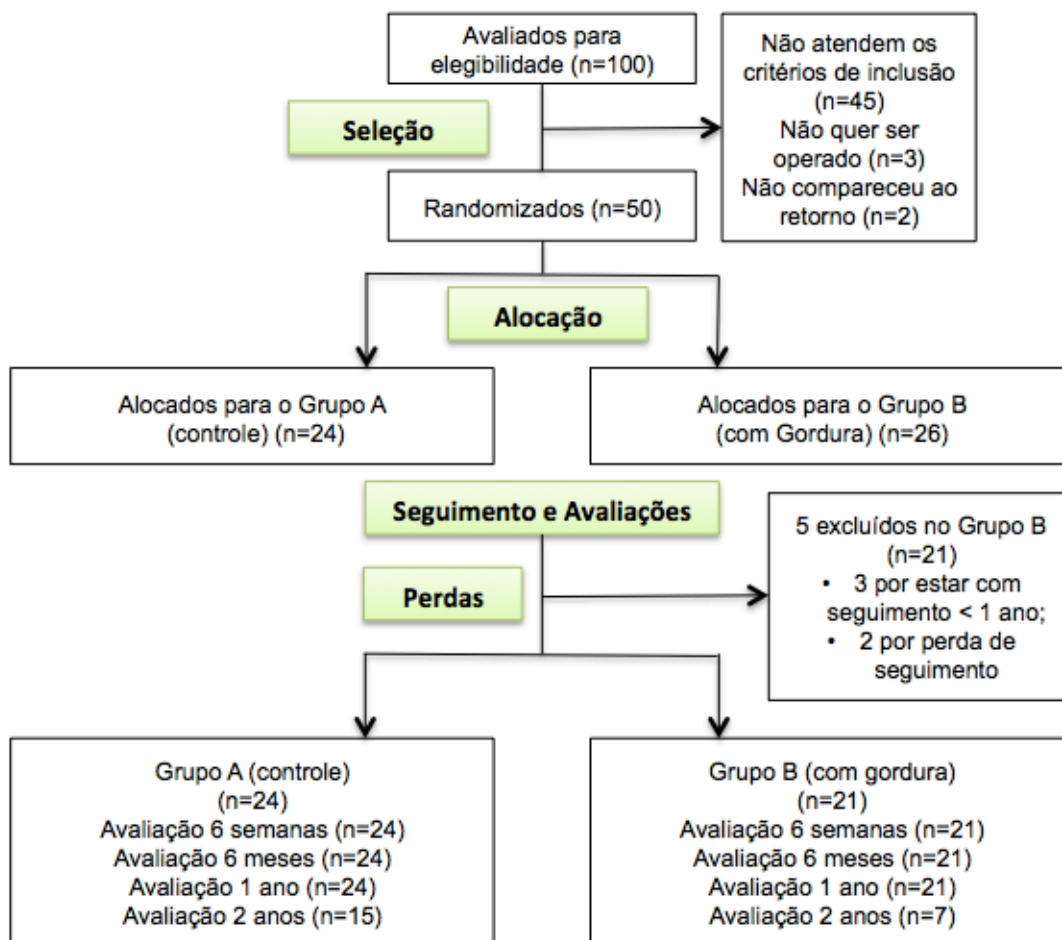 Avaliados para
elegibilidade (n=100)
Não atendem os
critérios de inclusão
(n=45)
Não quer ser
operado (n=3)
Não compareceu ao
retorno (n=2)
Seleção
Randomizados (n=50)
Alocação
Alocados para o Grupo A
(controle) (n=24)
Alocados para o Grupo B
(com Gordura) (n=26)
Seguimento e Avaliações
5 excluídos no Grupo B
(n=21)
• 3 por estar com
seguimento < 1 ano;
• 2 por perda de
seguimento
Perdas
Grupo A (controle)
(n=24)
Avaliação 6 semanas (n=24)
Avaliação 6 meses (n=24)
Avaliação 1 ano (n=24)
Avaliação 2 anos (n=15)
Grupo B (com gordura)
(n=21)
Avaliação 6 semanas (n=21)
Avaliação 6 meses (n=21)
Avaliação 1 ano (n=21)
Avaliação 2 anos (n=7)